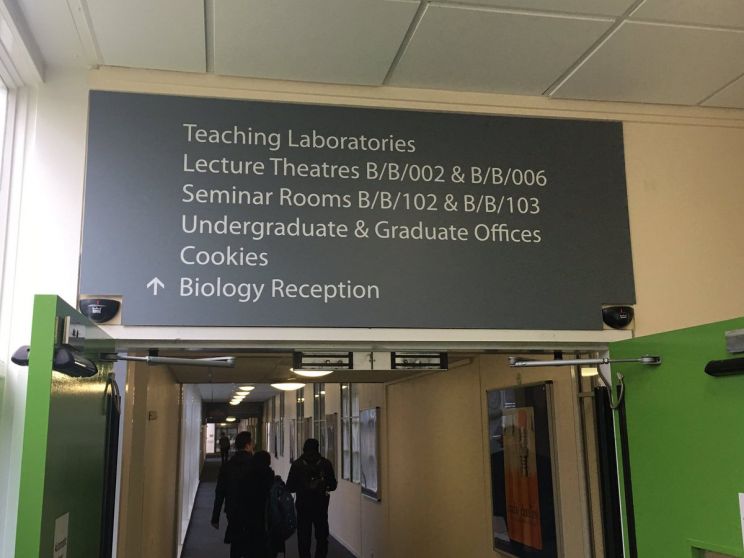 Teaching Laboratories
Lecture Theatres B/B/002 & B/B/006
Seminar Rooms B/B/102 & B/B/103
Undergraduate & Graduate Offices
Cookies
↑ Biology Reception